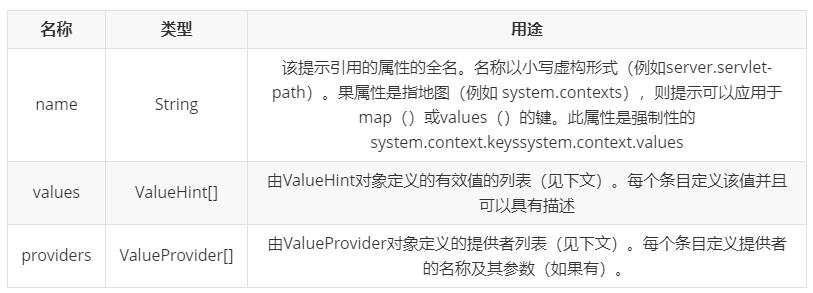 名称 类型 用途
该提示引用的属性的全名。名称以小写虚构形式（例如server.servlet-
path）。果属性是指地图（例如 system.contexts），则提示可以应用于
name String
map（）或values（）的键。此属性是强制性的
system.context.keyssystem.context.values
values ValueHint[] 由ValueHint对象定义的有效值的列表（见下文）。每个条目定义该值并且
可以具有描述
providers ValueProvider[] 由ValueProvider对象定义的提供者列表（见下文）。每个条目定义提供者
的名称及其参数（如果有）。